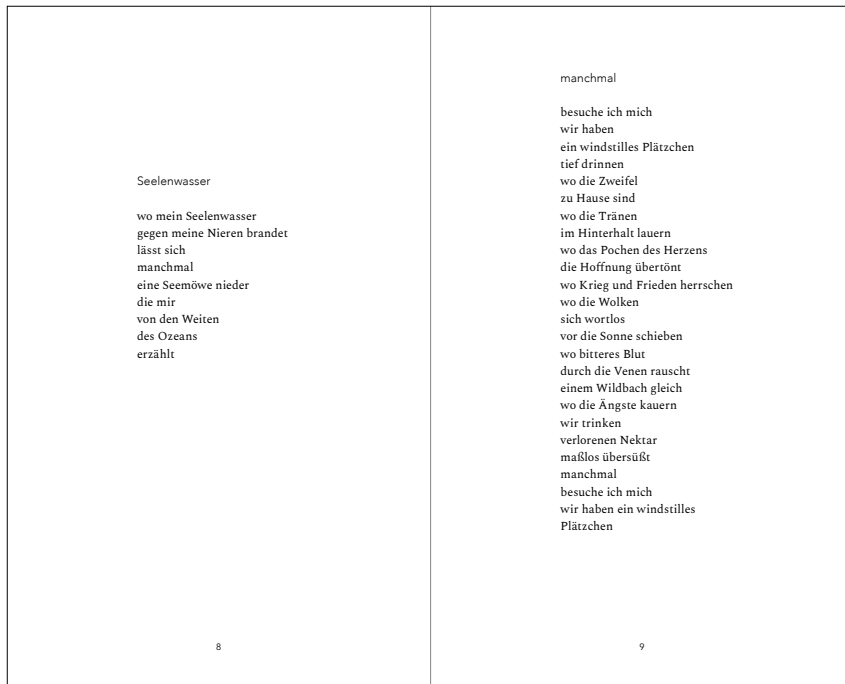 Seelenwasser
wo mein Seelenwasser
gegen meine Nieren brandet
lässt sich
manchmal
eine Seemöwe nieder
die mir
von den Weiten
des Ozeans
erzählt
8
manchmal
besuche ich mich
wir haben
ein windstilles Plätzchen
tief drinnen
wo die Zweifel
zu Hause sind
wo die Tränen
im Hinterhalt lauern
wo das Pochen des Herzens
die Hoffnung übertönt
wo Krieg und Frieden herrschen
wo die Wolken
sich wortlos
vor die Sonne schieben
wo bitteres Blut
durch die Venen rauscht
einem Wildbach gleich
wo die Ängste kauern
wir trinken
verlorenen Nektar
maßlos übersüßt
manchmal
besuche ich mich
wir haben ein windstilles
Plätzchen
9